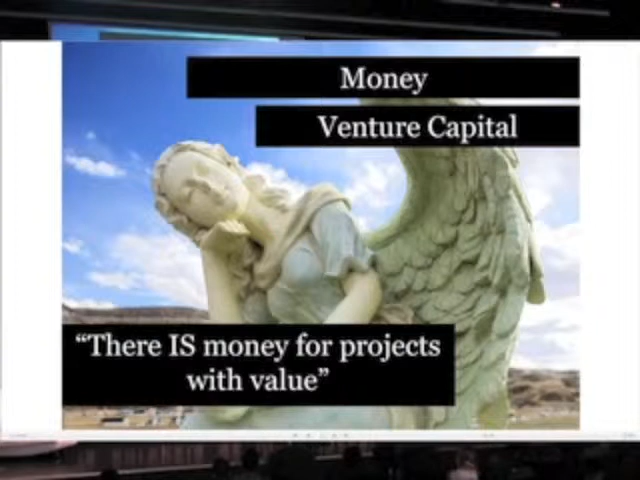 Money
Venture Capital
“There IS money for projects
with value”